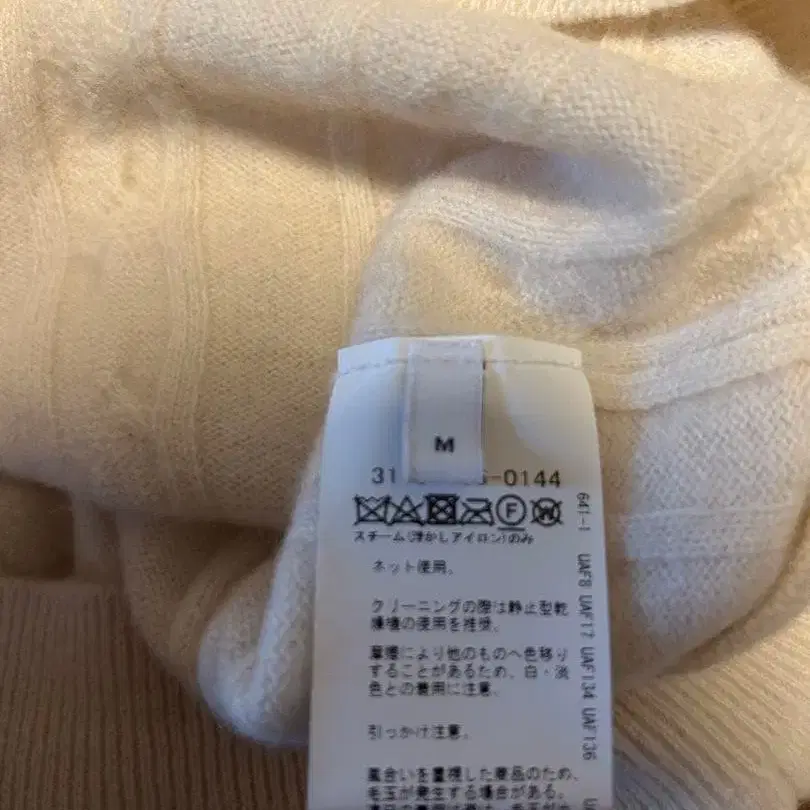 M
31 6-0144
F W
スチーム(浮かしアイロン)のみ
ネット使用。
クリーニングの際は静止型乾
燥機の使用を推奨。
摩擦により他のものへ色移り
することがあるため、白・淡
色との着用に注意。
引っかけ注意。
風合いを重視した商品のため、
毛玉が発生する場合がある。
641-1 UAF8 UAF17 UAF134 UAF136